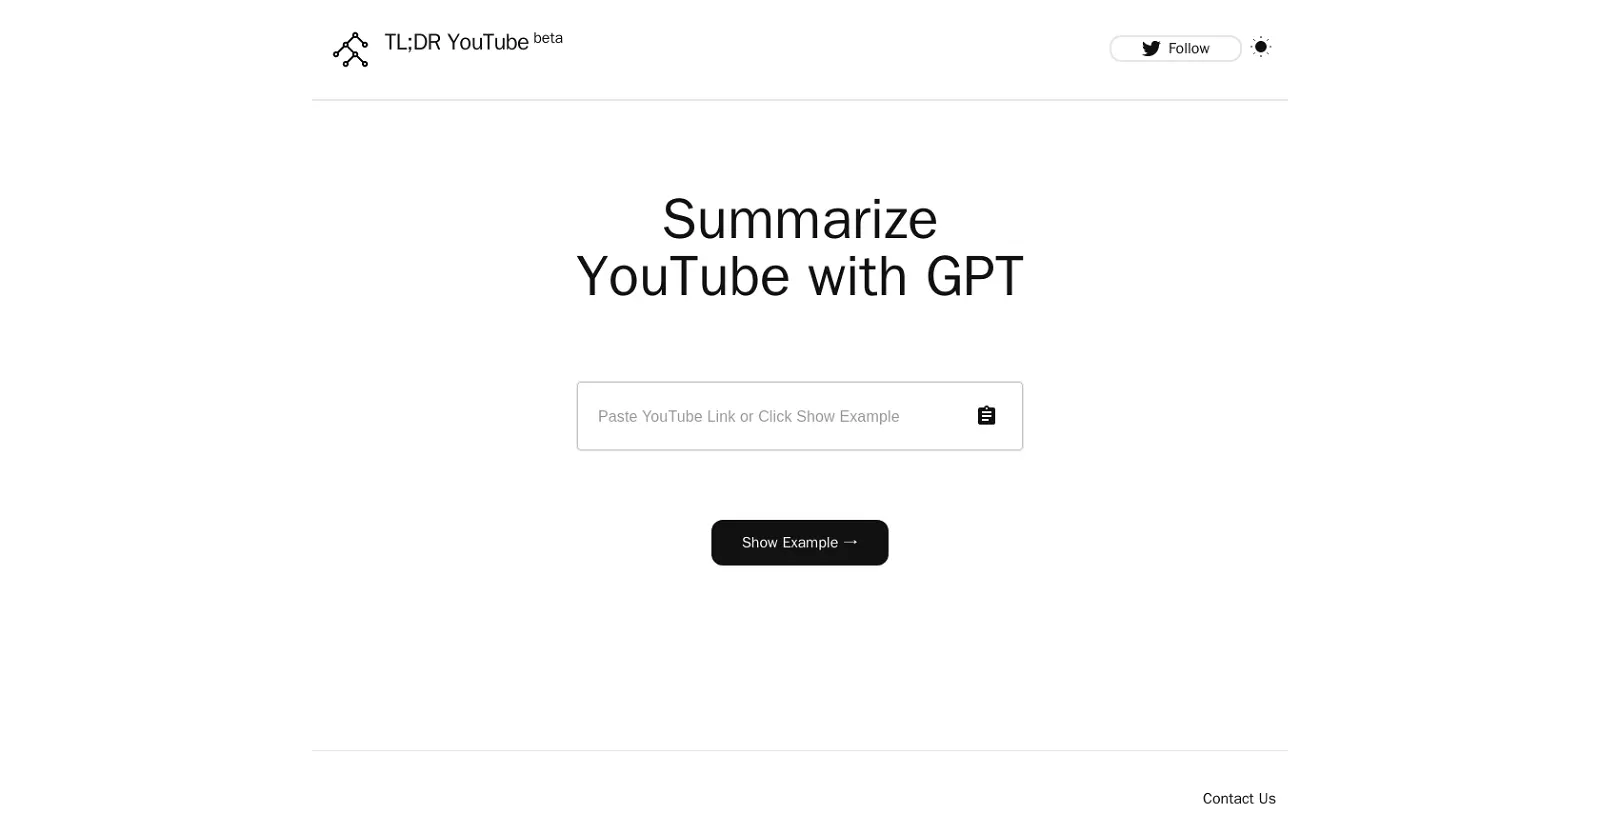 TL;DR YouTube beta
Follow
Summarize
YouTube with GPT
Paste YouTube Link or Click Show Example
Show Example →
Contact Us